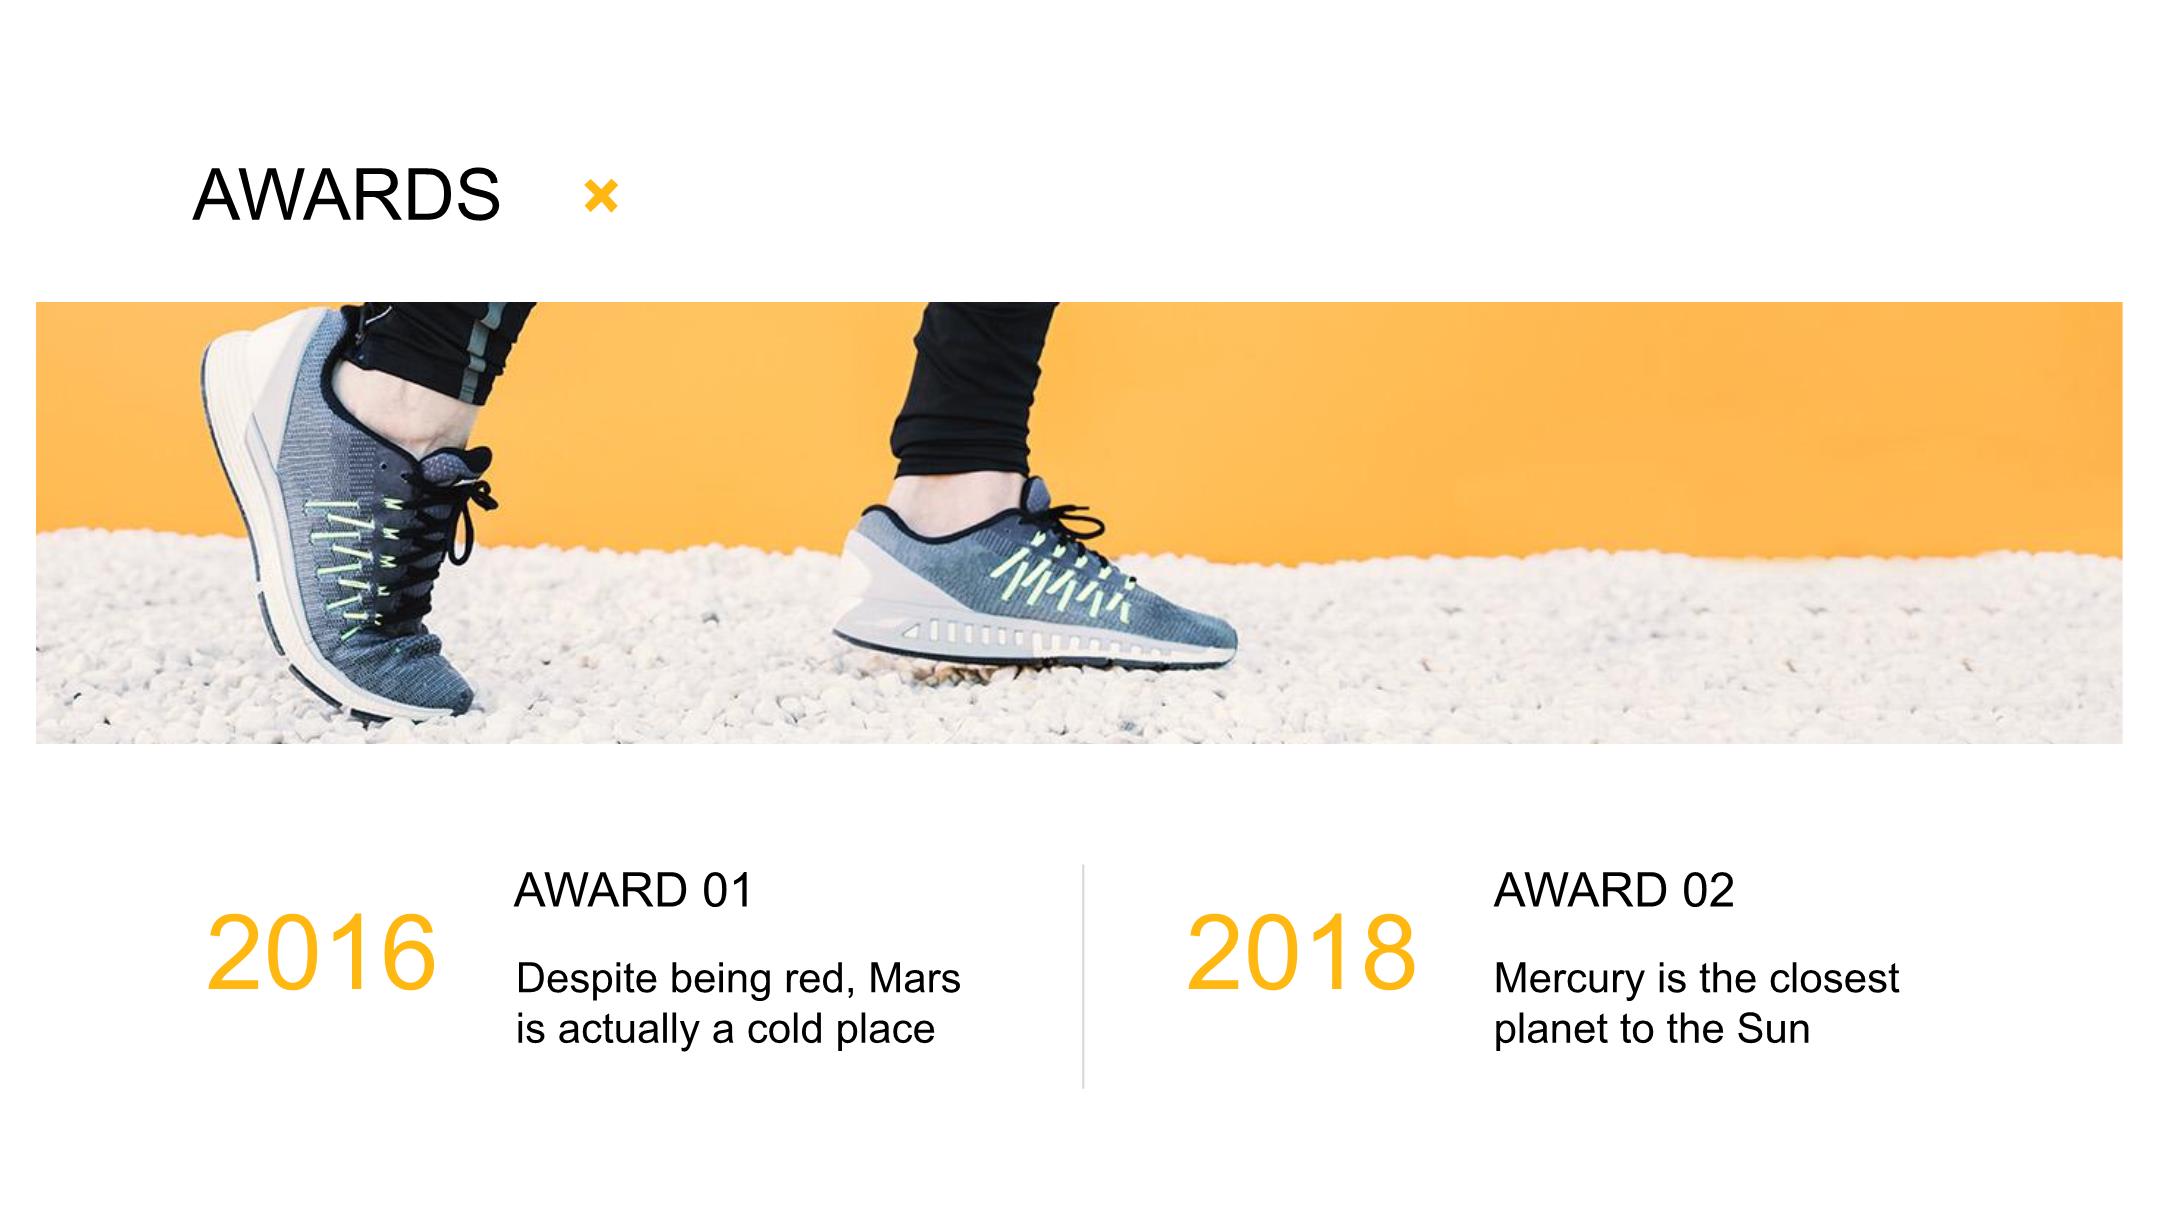 AWARDS
2016
AWARD 01
Despite being red, Mars
is actually a cold place
2018
AWARD 02
Mercury is the closest
planet to the Sun